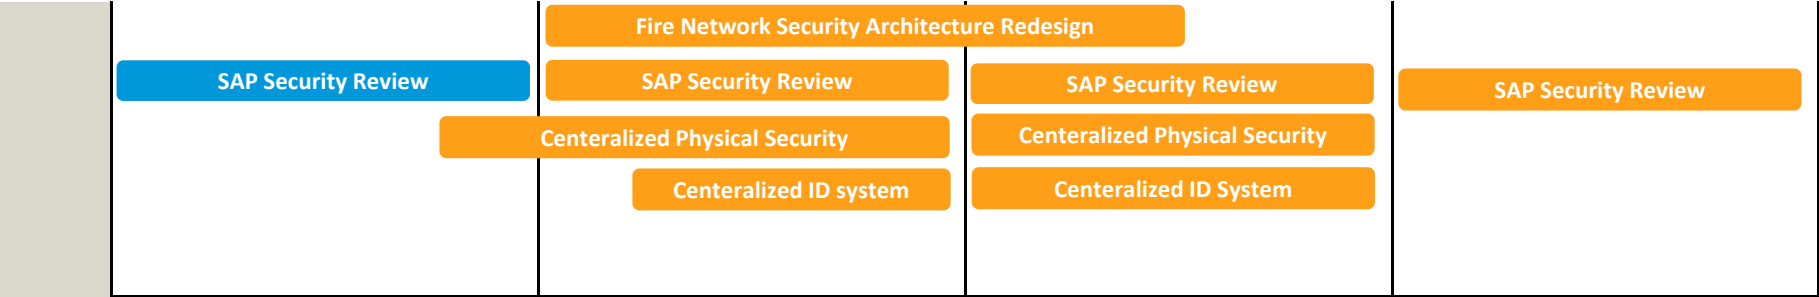 Fire Network Security Architecture Redesign
SAP Security Review
SAP Security Review
SAP Security Review
SAP Security Review
Centeralized Physical Security
Centeralized Physical Security
Centeralized ID system
Centeralized ID System